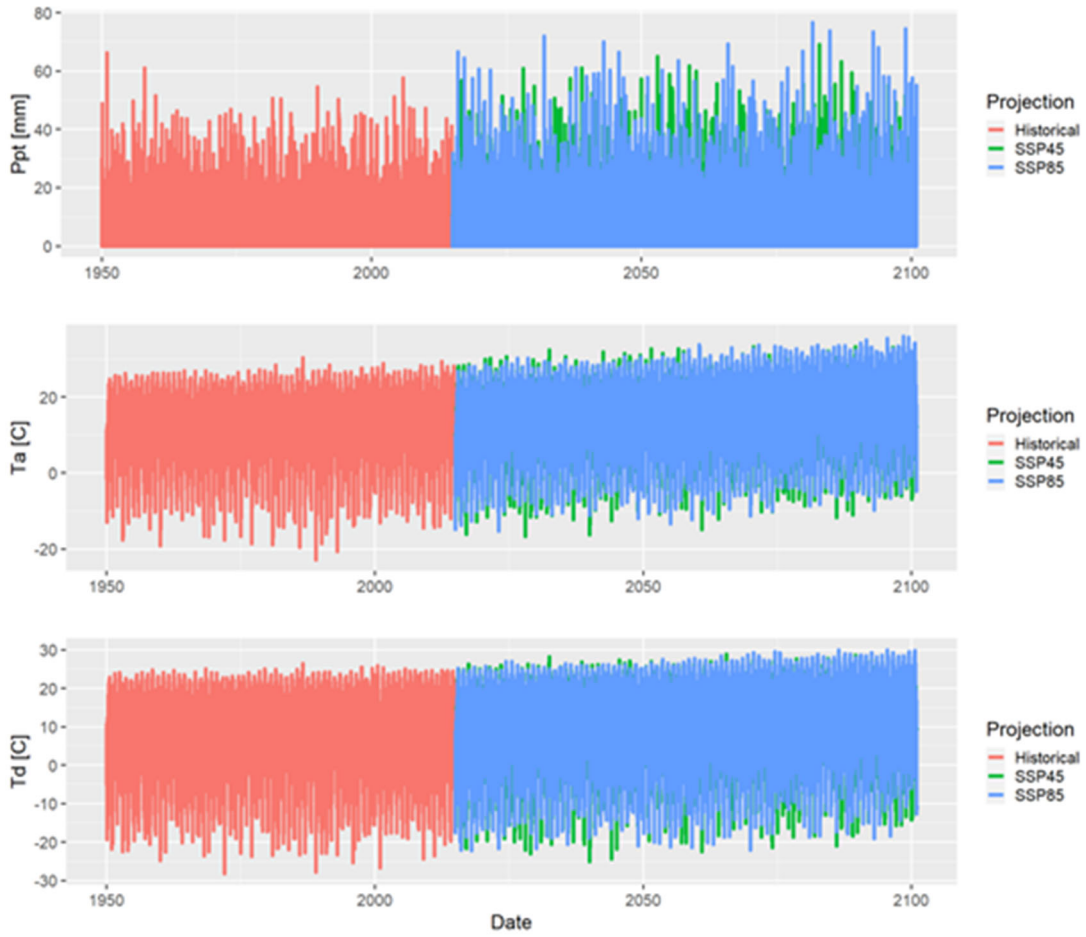 80
60
40
20
0
Ppt [mm]
1950 2000 2050 2100
Projection
Historical
SSP45
SSP85
20
0
-20
Ta [C]
1950 2000 2050 2100
Projection
Historical
SSP45
SSP85
30
20
10
0
-10
-20
-30
Td [C]
1950 2000 2050 2100
Date
Projection
Historical
SSP45
SSP85